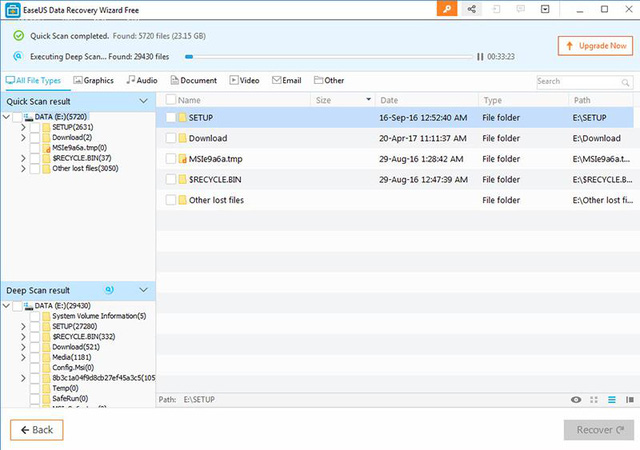 EaseUS Data Recovery Wizard Free
Quick Scan completed. Found: 5720 files (23.15 GB)
Executing Deep Scan... Found: 29430 files 00:33:23
Upgrade Now
All File Types Graphics Audio Document Video Email Other
Search
Quick Scan result
DATA (E:)(5720)
SETUP(2631)
Download(2)
MSIe9a6a.tmp(0)
$RECYCLE.BIN(37)
Other lost files(3050)
Name Size Date Type Path
SETUP 16-Sep-16 12:52:40 AM File folder E:\SETUP
Download 20-Apr-17 11:11:37 AM File folder E:\Download
MSIe9a6a.tmp 29-Aug-16 1:28:42 AM File folder E:\MSIe9a6a.t...
$RECYCLE.BIN 29-Aug-16 12:47:39 AM File folder E:\$RECYCLE.B...
Other lost files File folder E:\Other lost fi...
Deep Scan result
DATA (E:)(29430)
System Volume Information(5)
SETUP(27280)
$RECYCLE.BIN(332)
Download(521)
Media(1181)
Config.Msi(0)
8b3c1a04f9d8cb27ef45a3c5(105
Temp(0)
SafeRun(0)
Path: E:\SETUP
Back
Recover